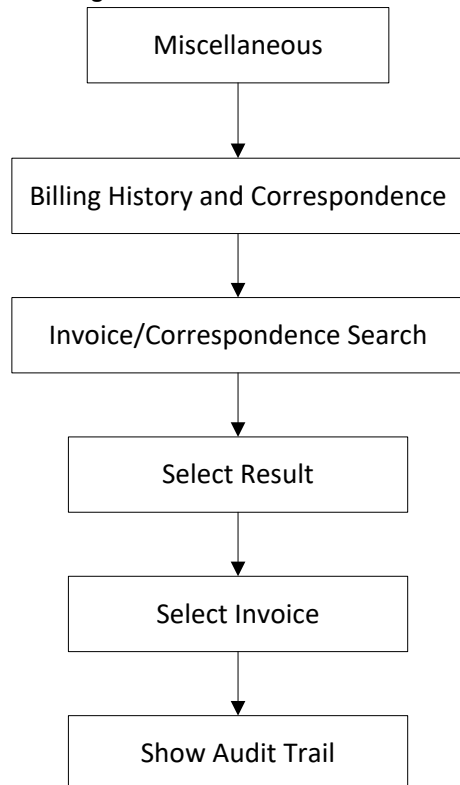 Miscellaneous
Billing History and Correspondence
Invoice/Correspondence Search
Select Result
Select Invoice
Show Audit Trail